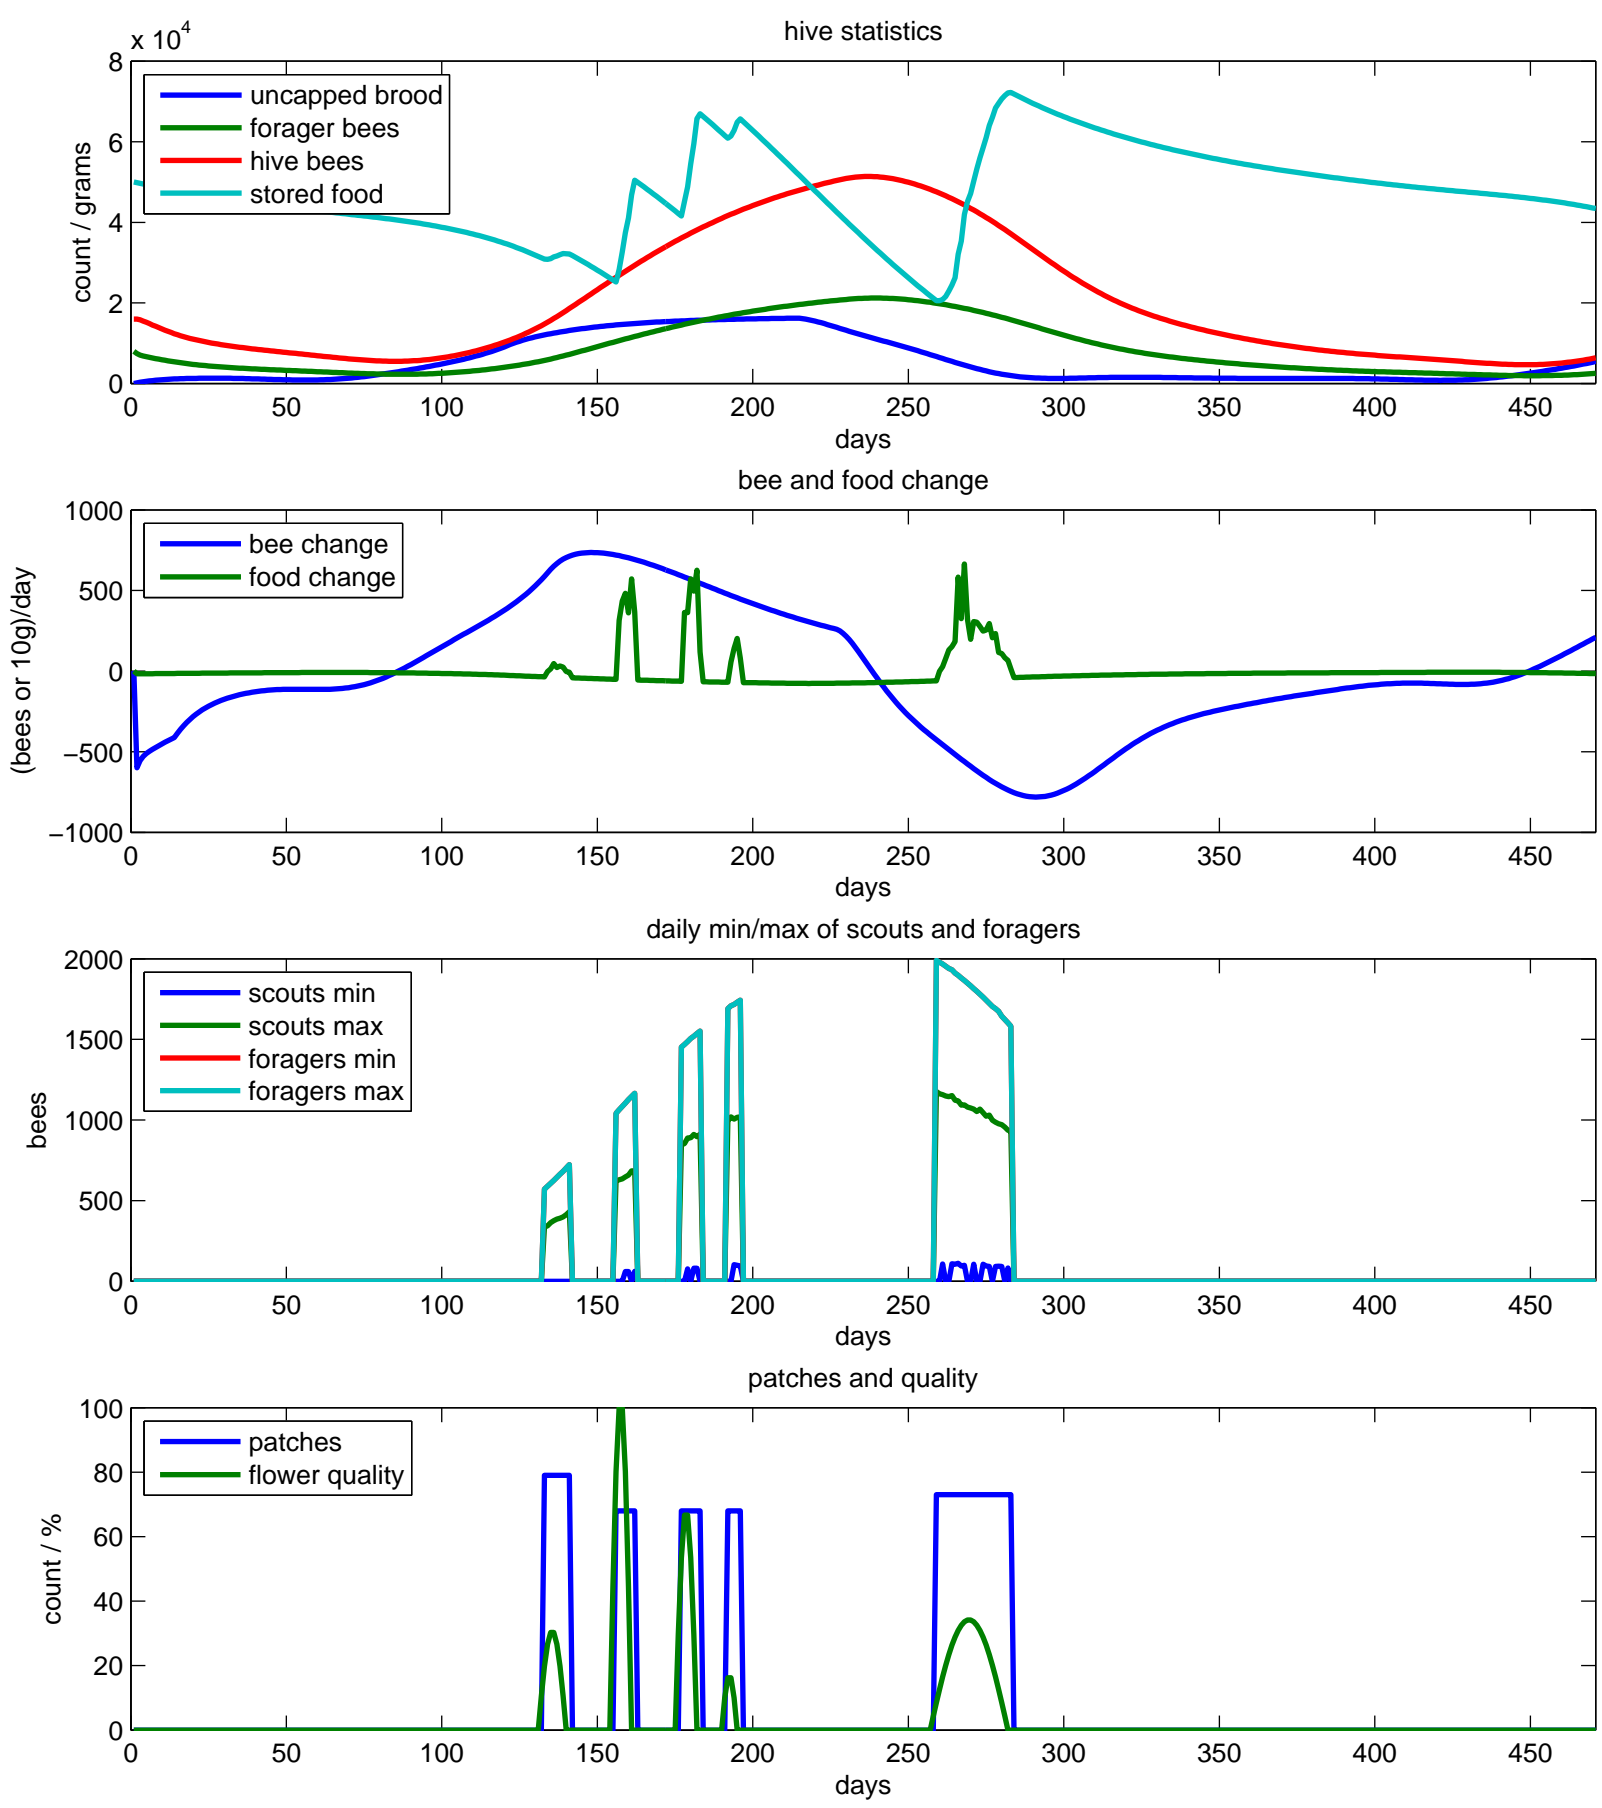 hive statistics
x 10^4
8
6
4
2
0
count / grams
uncapped brood
forager bees
hive bees
stored food
0 50 100 150 200 250 300 350 400 450
days
bee and food change
1000
500
0
−500
−1000
(bees or 10g)/day
bee change
food change
0 50 100 150 200 250 300 350 400 450
days
daily min/max of scouts and foragers
2000
1500
1000
500
0
bees
scouts min
scouts max
foragers min
foragers max
0 50 100 150 200 250 300 350 400 450
days
patches and quality
100
80
60
40
20
0
count / %
patches
flower quality
0 50 100 150 200 250 300 350 400 450
days